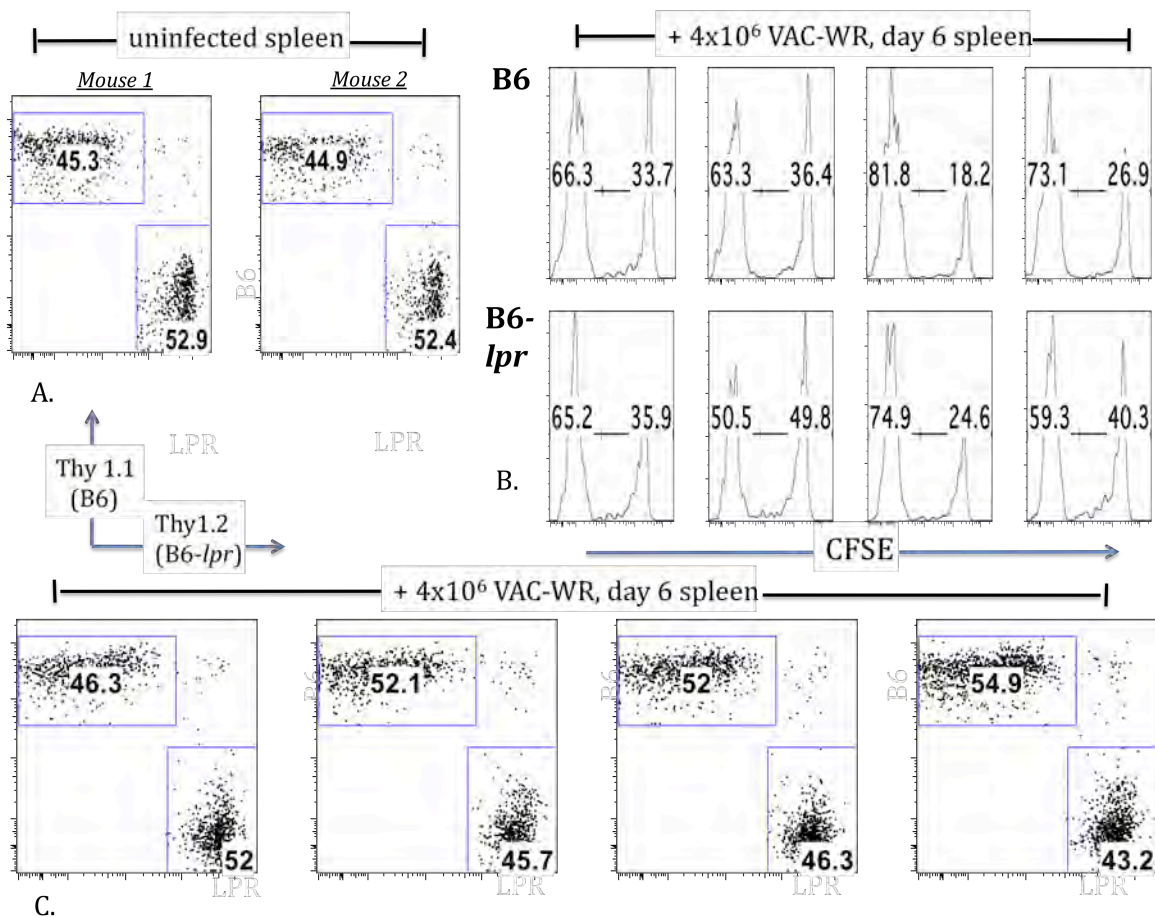 uninfected spleen
Mouse 1
Mouse 2
45.3
52.9
44.9
52.4
B6
A.
LPR
LPR
Thy 1.1
(B6)
Thy1.2
(B6-lpr)
+ 4x10⁶ VAC-WR, day 6 spleen
B6
66.3 33.7
63.3 36.4
81.8 18.2
73.1 26.9
B6-
lpr
65.2 35.9
50.5 49.8
74.9 24.6
59.3 40.3
B.
CFSE
+ 4x10⁶ VAC-WR, day 6 spleen
46.3
52
LPR
B6
52.1
45.7
B6
52
46.3
LPR
B6
54.9
43.2
LPR
C.